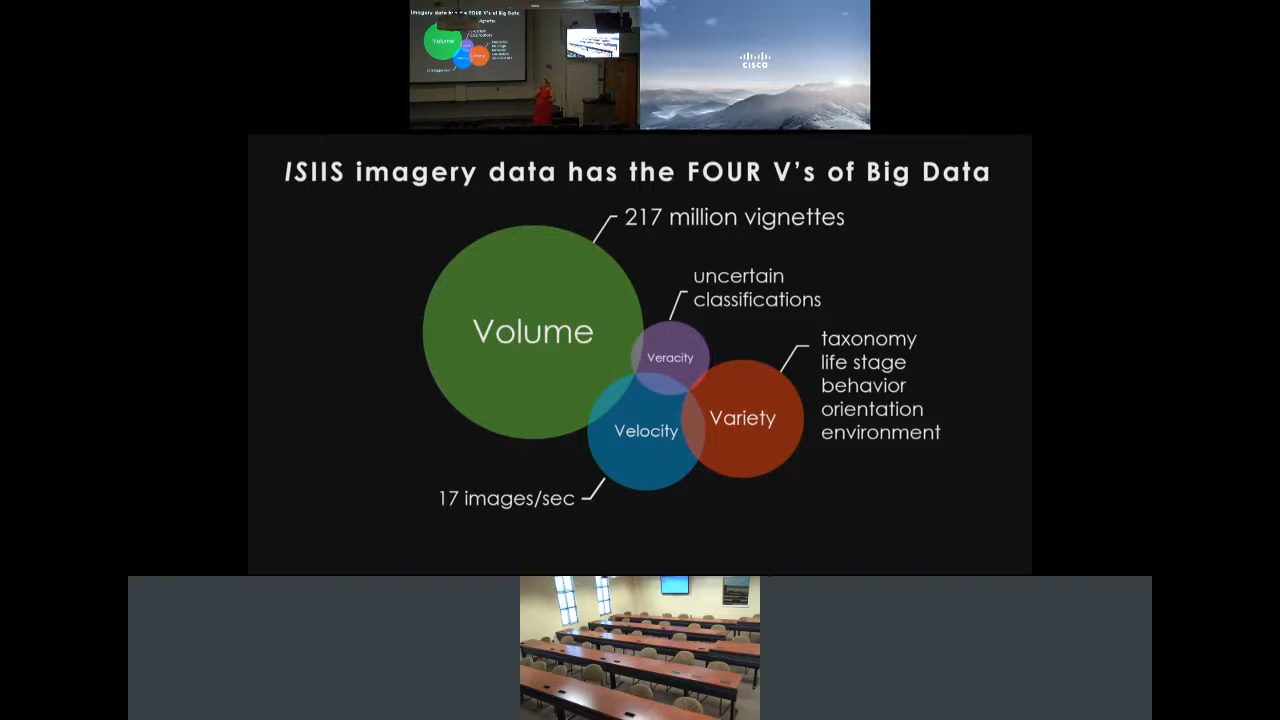 CISCO
ISIIS imagery data has the FOUR V's of Big Data
217 million vignettes
uncertain
classifications
Volume
Veracity
taxonomy
life stage
behavior
orientation
environment
Velocity
Variety
17 images/sec